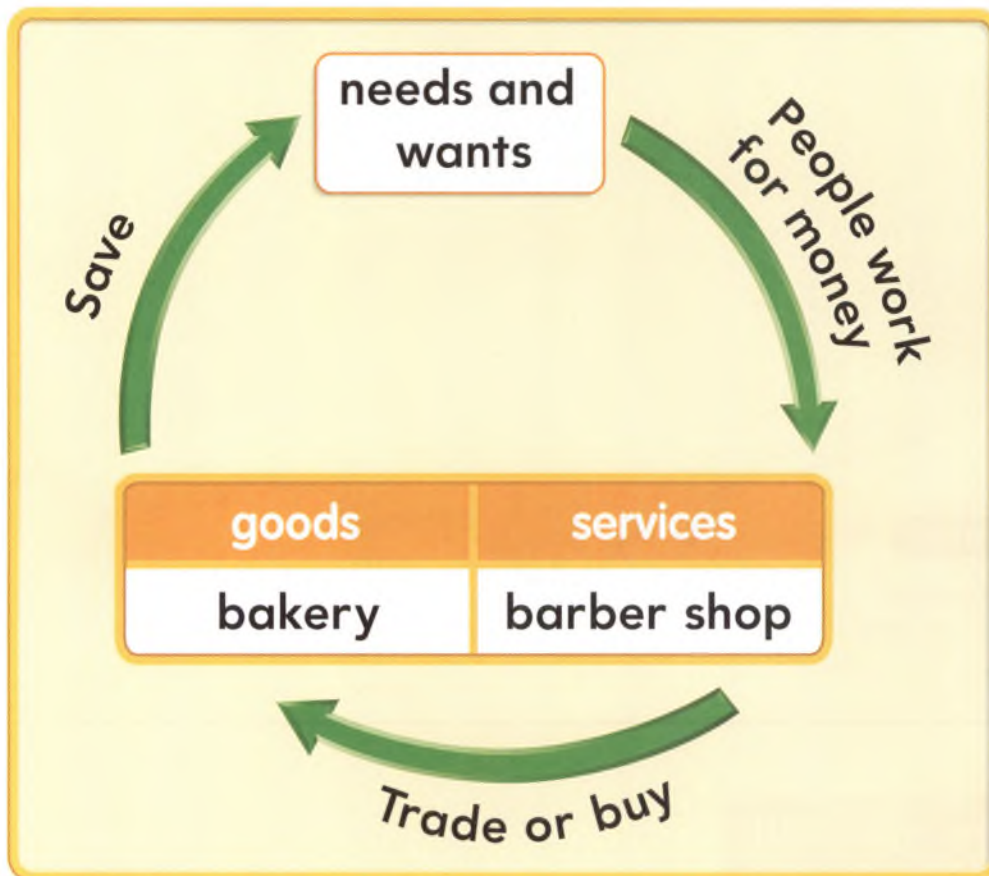 needs and
wants
People work
for money
Save
goods services
bakery barber shop
Trade or buy